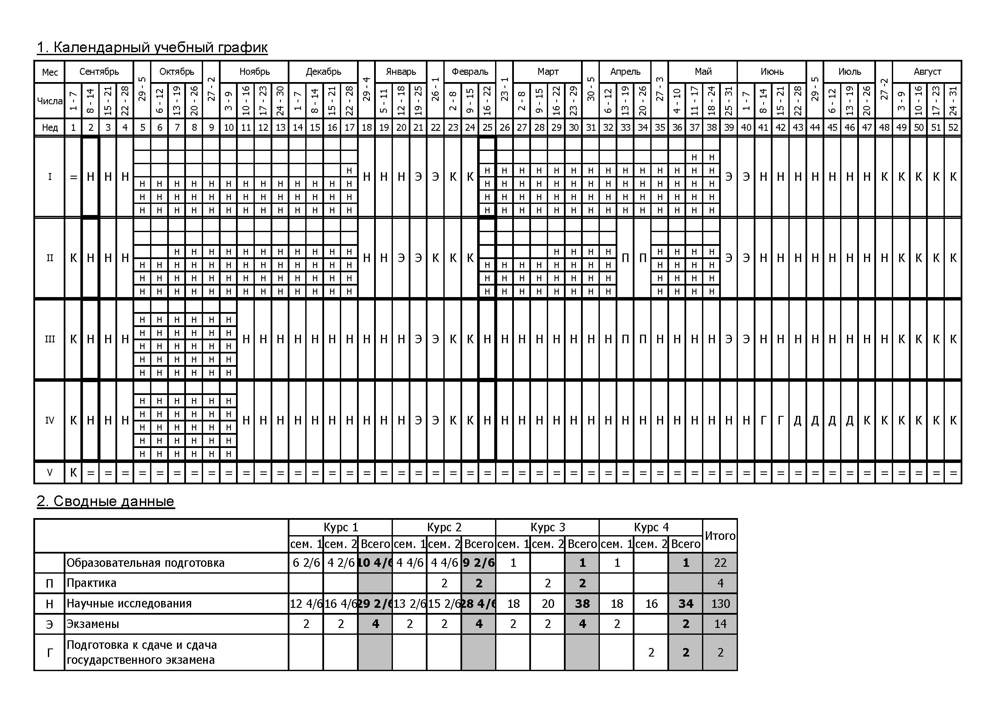 1. Календарный учебный график
Мес Сентябрь 29 - 5 Октябрь 27 - 2 Ноябрь Декабрь 29 - 4 Январь 26 - 1 Февраль 23 - 1 Март 30 - 5 Апрель 27 - 3 Май Июнь 29 - 5 Июль 27 -2 Август
Числа 1 - 7 8 - 14 15 - 21 22 - 28 6 - 12 13 - 19 20 - 26 3 - 9 10 - 16 17 - 23 24 - 30 1 - 7 8 - 14 15 - 21 22 - 28 5 - 11 12 - 18 19 - 25 2 - 8 9 - 15 16 - 22 2 - 8 9 - 15 16 - 22 23 - 29 6 - 12 13 - 19 20 - 26 4 - 10 11 - 17 18 - 24 25 - 31 1 - 7 8 - 14 15 - 21 22 - 28 6 - 12 13 - 19 20 - 26 3 - 9 10 - 16 17 - 23 24 - 31
Нед 1 2 3 4 5 6 7 8 9 10 11 12 13 14 15 16 17 18 19 20 21 22 23 24 25 26 27 28 29 30 31 32 33 34 35 36 37 38 39 40 41 42 43 44 45 46 47 48 49 50 51 52
Н Н
Н Н Н Н Н Н Н Н Н Н Н Н Н Н Н
I = Н Н Н Н Н Н Э Э К К Э Э Н Н Н Н Н Н Н К К К К К
Н Н Н Н Н Н Н Н Н Н Н Н Н Н Н Н Н Н Н Н Н Н Н Н Н Н Н
Н Н Н Н Н Н Н Н Н Н Н Н Н Н Н Н Н Н Н Н Н Н Н Н Н Н Н
Н Н Н Н Н Н Н Н Н Н Н Н Н Н Н Н Н Н Н Н Н Н Н Н Н Н Н
Н Н Н Н Н Н Н Н Н Н Н Н Н Н Н Н Н Н Н
II К Н Н Н Н Н Э Э К К К П П Э Э Н Н Н Н Н Н Н Н К К К К
Н Н Н Н Н Н Н Н Н Н Н Н Н Н Н Н Н Н Н Н Н Н Н Н Н
Н Н Н Н Н Н Н Н Н Н Н Н Н Н Н Н Н Н Н Н Н Н Н Н Н
Н Н Н Н Н Н Н Н Н Н Н Н Н Н Н Н Н Н Н Н Н Н Н Н Н
Н Н Н Н Н Н
Н Н Н Н Н Н
III К Н Н Н Н Н Н Н Н Н Н Н Н Н Э Э К К Н Н Н Н Н Н Н Н П П Н Н Н Н Э Э Н Н Н Н Н Н Н Н К К К К
Н Н Н Н Н Н
Н Н Н Н Н Н
Н Н Н Н Н Н
Н Н Н Н Н Н
Н Н Н Н Н Н
IV К Н Н Н Н Н Н Н Н Н Н Н Н Н Э Э К К Н Н Н Н Н Н Н Н Н Н Н Н Н Н Н Н Г Г Д Д Д Д К К К К К К
Н Н Н Н Н Н
Н Н Н Н Н Н
Н Н Н Н Н Н
V К = = = = = = = = = = = = = = = = = = = = = = = = = = = = = = = = = = = = = = = = = = = = = = = = = = =
2. Сводные данные
Курс 1 Курс 2 Курс 3 Курс 4 Итого
сем. 1 сем. 2 Всего сем. 1 сем. 2 Всего сем. 1 сем. 2 Всего сем. 1 сем. 2 Всего
Образовательная подготовка 6 2/6 4 2/6 10 4/6 4 4/6 4 4/6 9 2/6 1 1 1 1 22
П Практика 2 2 2 2 4
Н Научные исследования 12 4/6 16 4/6 29 2/6 13 2/6 15 2/6 28 4/6 18 20 38 18 16 34 130
Э Экзамены 2 2 4 2 2 4 2 2 4 2 2 14
Г Подготовка к сдаче и сдача
государственного экзамена 2 2 2